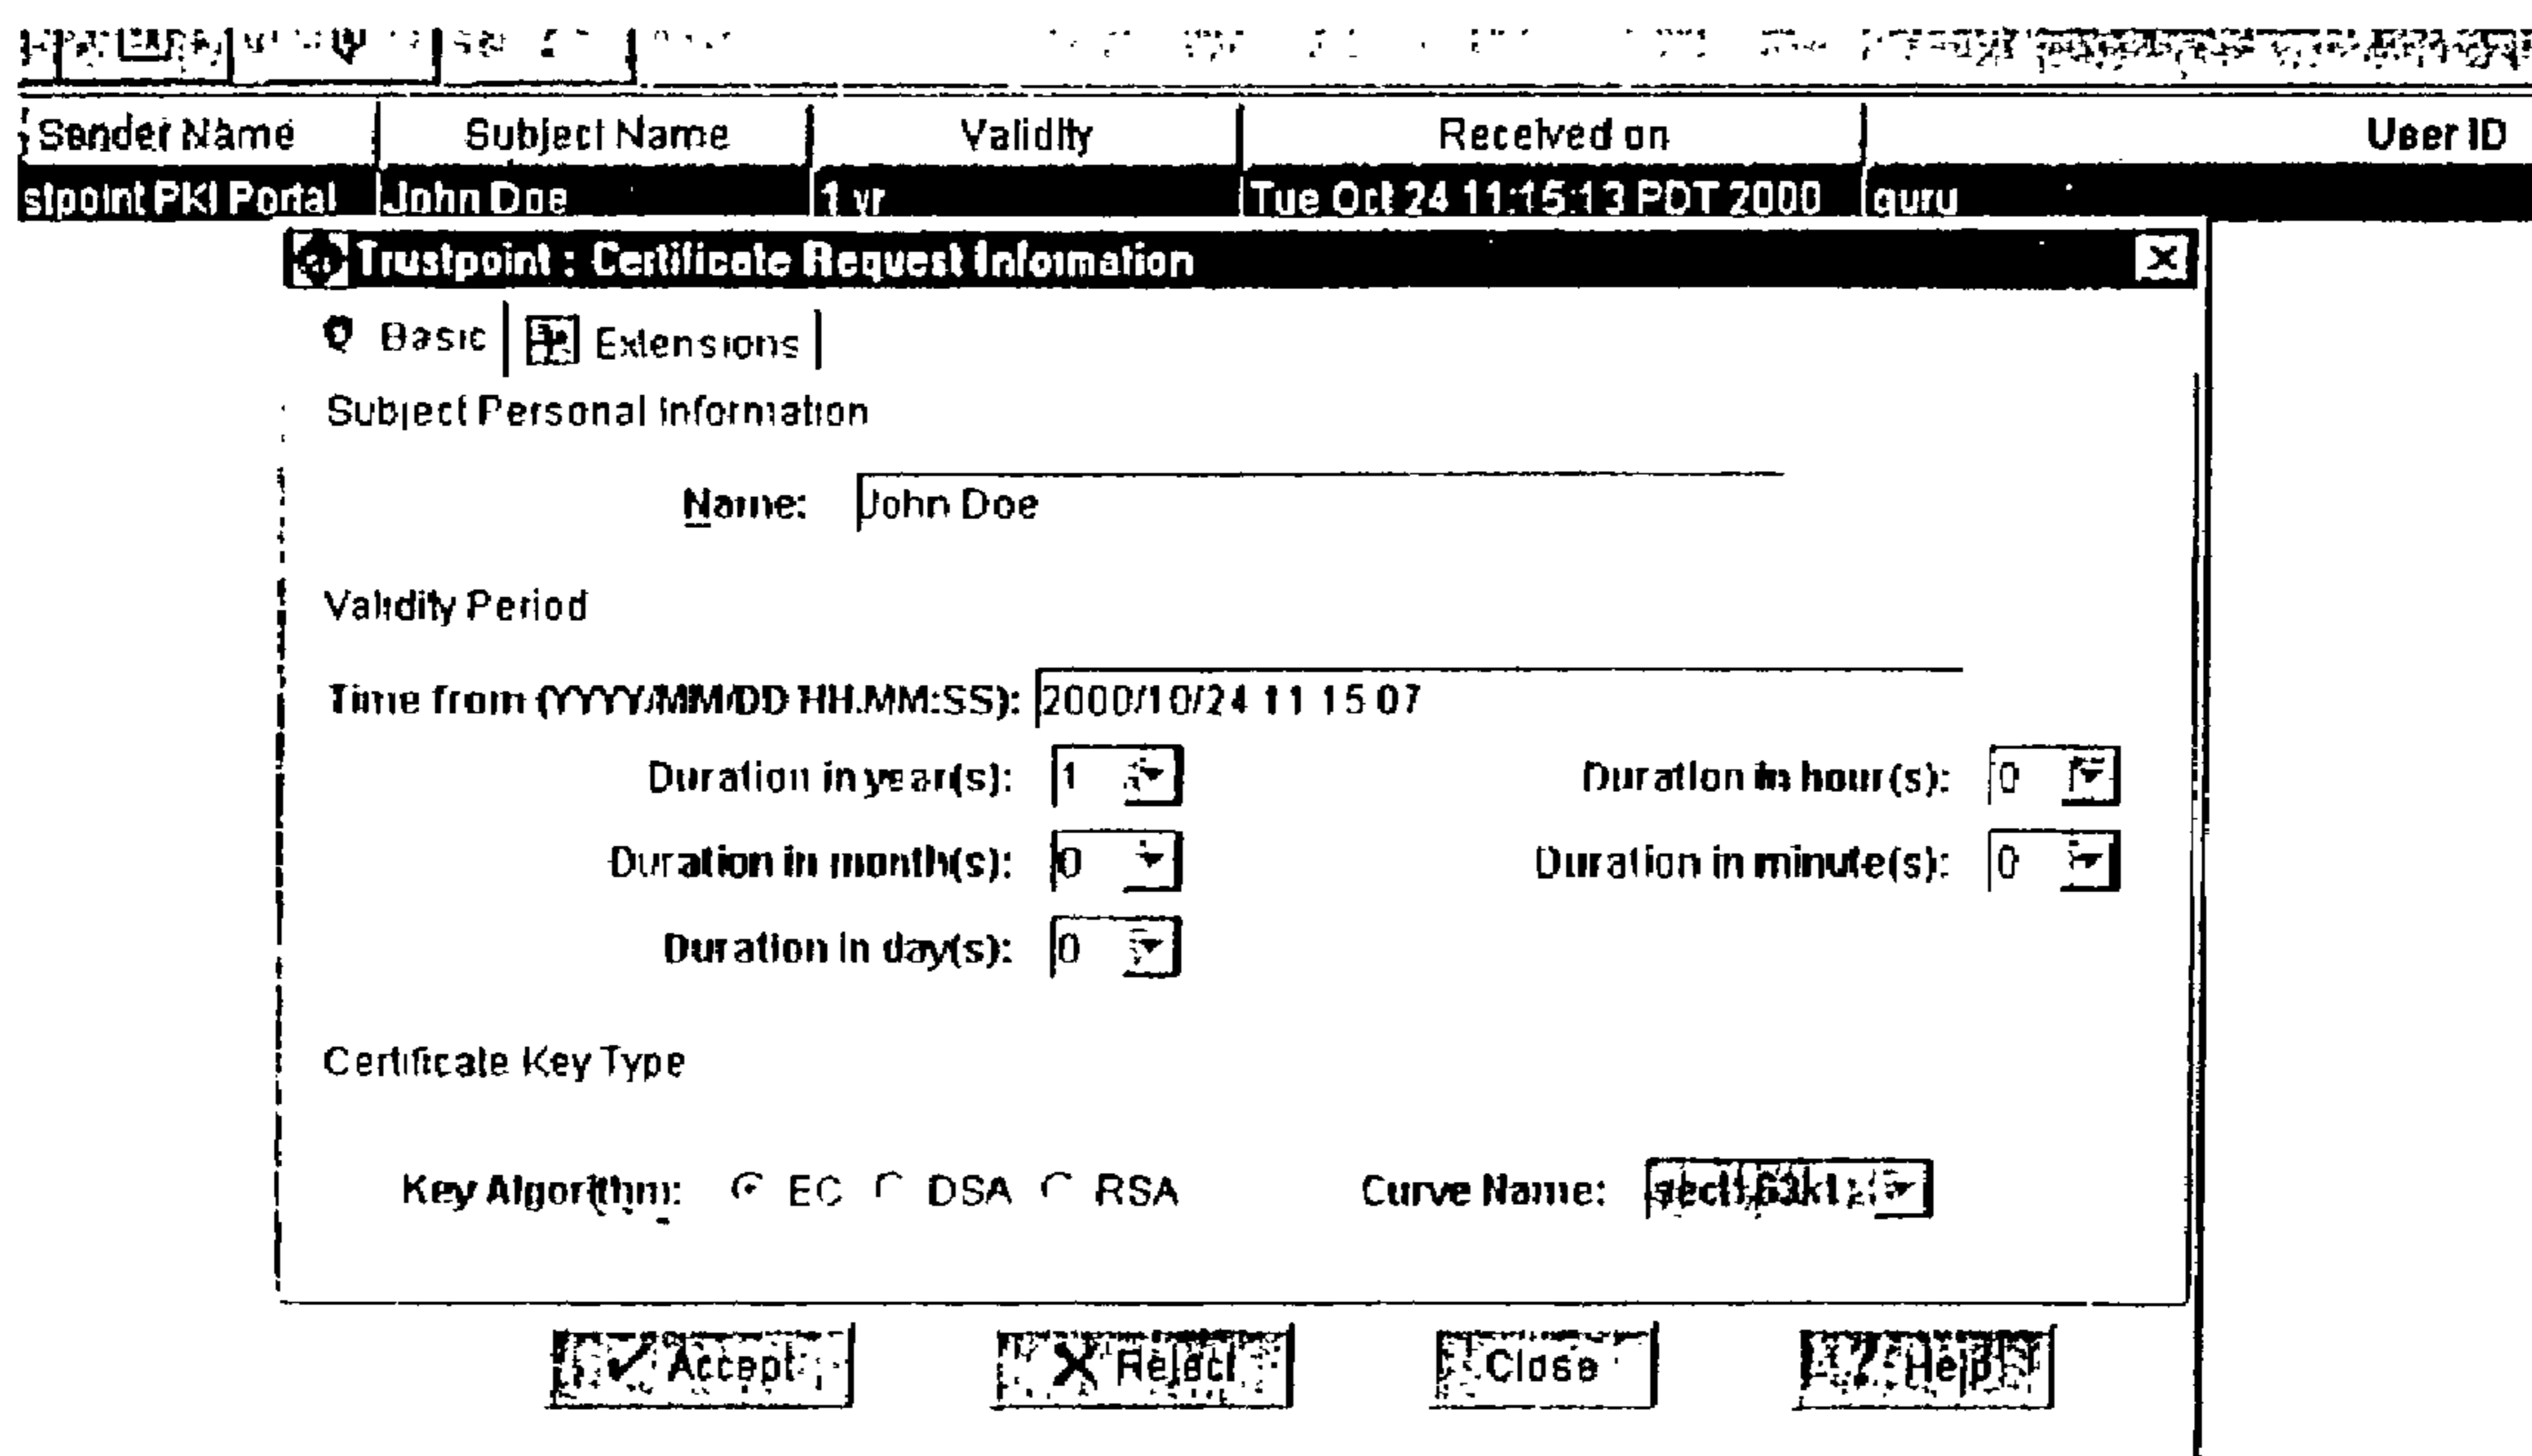 Sender Name Subject Name Validity Received on User ID
stpoint PKI Portal John Doe 1 yr Tue Oct 24 11:15:13 PDT 2000 guru
Trustpoint : Certificate Request Information
Basic Extensions
Subject Personal Information
Name: John Doe
Validity Period
Time from (YYYY/MM/DD HH.MM:SS): 2000/10/24 11 15 07
Duration in year(s): 1 Duration in hour(s): 0
Duration in month(s): 0 Duration in minute(s): 0
Duration in day(s): 0
Certificate Key Type
Key Algorithm: EC DSA RSA Curve Name: sect163k1
Accept Reject Close Help